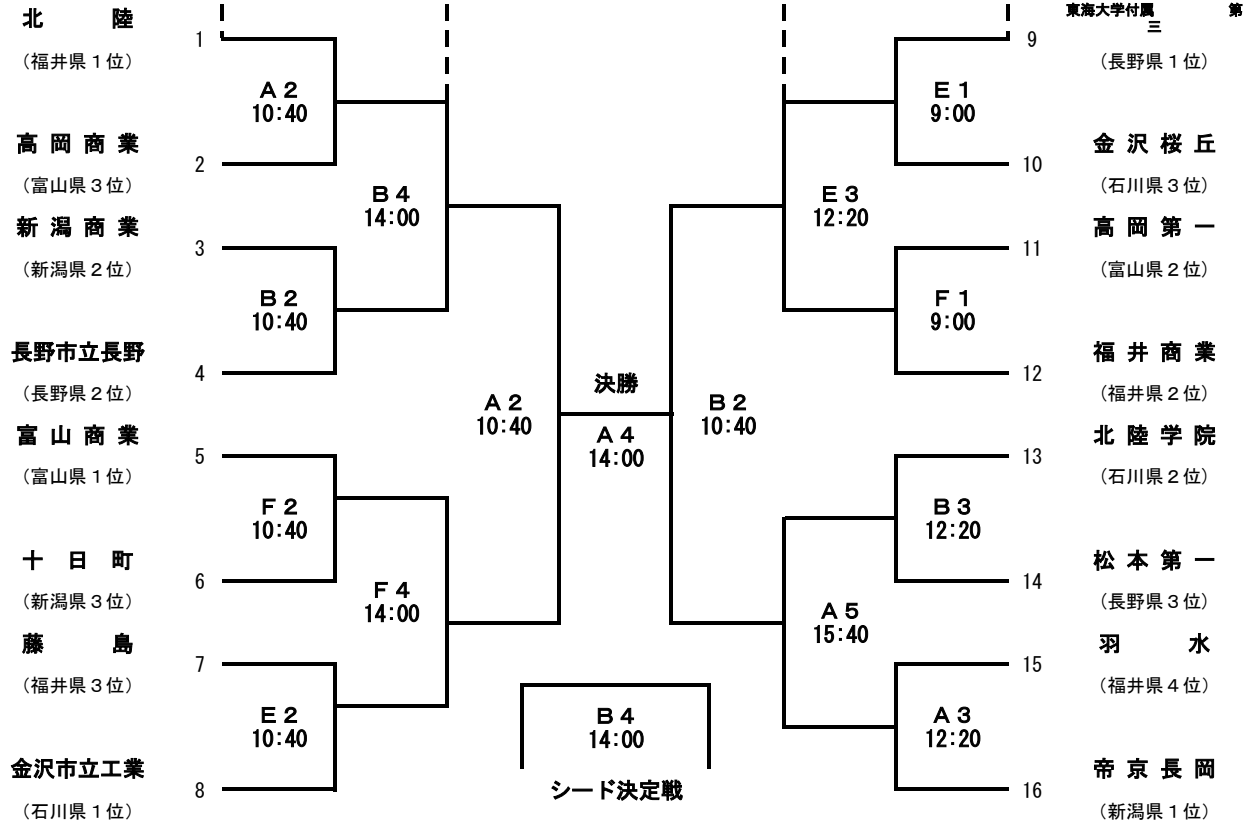 北　　　陸
1
（福井県１位）
Ａ２
10:40
高 岡 商 業
2
（富山県３位）
Ｂ４
14:00
新 潟 商 業
3
（新潟県２位）
Ｂ２
10:40
長野市立長野
4
（長野県２位）
Ａ２
10:40
富 山 商 業
5
（富山県１位）
Ｆ２
10:40
十　日　町
6
（新潟県３位）
Ｆ４
14:00
藤　　　島
7
（福井県３位）
Ｅ２
10:40
金沢市立工業
8
（石川県１位）
決勝
Ａ４
14:00
Ｂ４
14:00
シード決定戦
東海大学付属　　　第
三
9
（長野県１位）
Ｅ１
9:00
金 沢 桜 丘
10
（石川県３位）
Ｅ３
12:20
高 岡 第 一
11
（富山県２位）
Ｆ１
9:00
福 井 商 業
12
（福井県２位）
Ｂ２
10:40
北 陸 学 院
13
（石川県２位）
Ｂ３
12:20
松 本 第 一
14
（長野県３位）
Ａ５
15:40
羽　　　水
15
（福井県４位）
Ａ３
12:20
帝 京 長 岡
16
（新潟県１位）